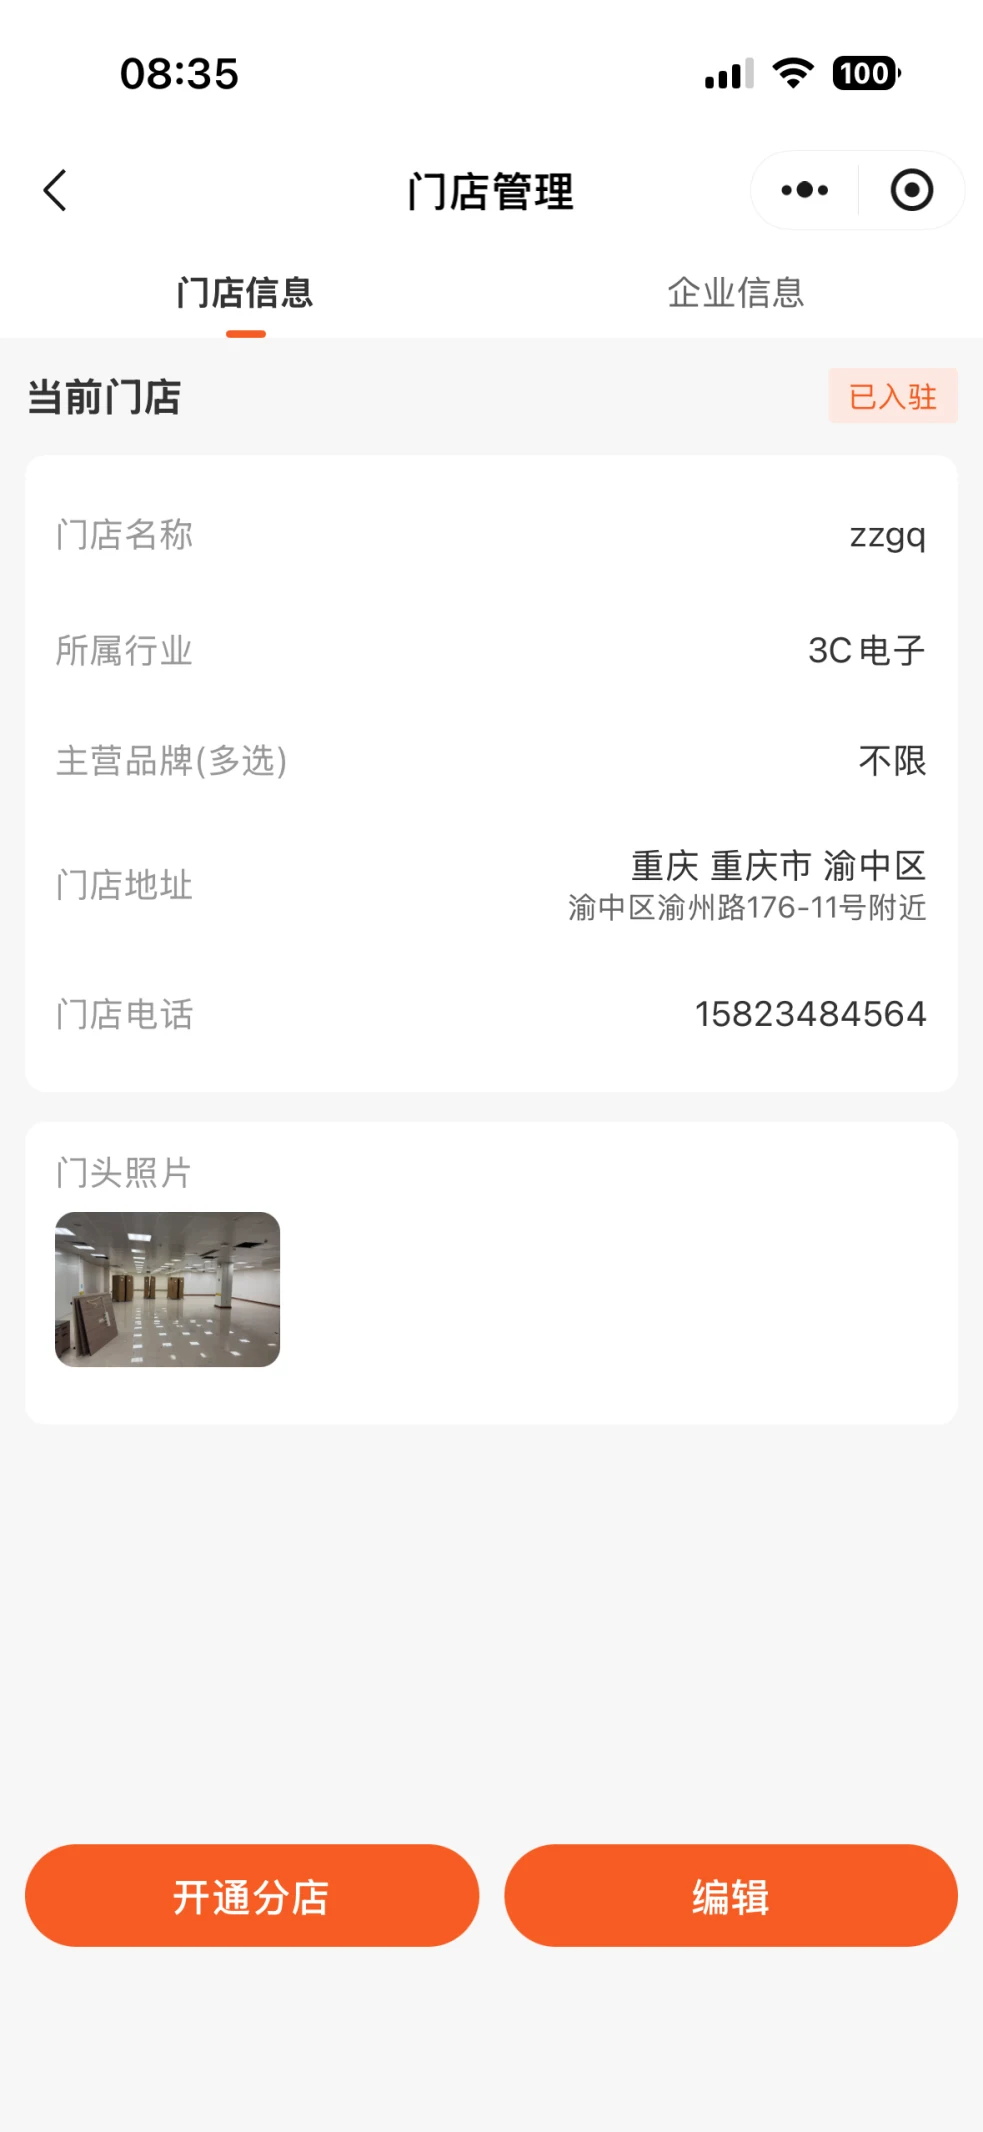 08:35
100
门店管理
门店信息
企业信息
当前门店
已入驻
门店名称
zzgq
所属行业
3C电子
主营品牌(多选)
不限
门店地址
重庆 重庆市 渝中区
渝中区渝州路176-11号附近
门店电话
15823484564
门头照片
开通分店
编辑